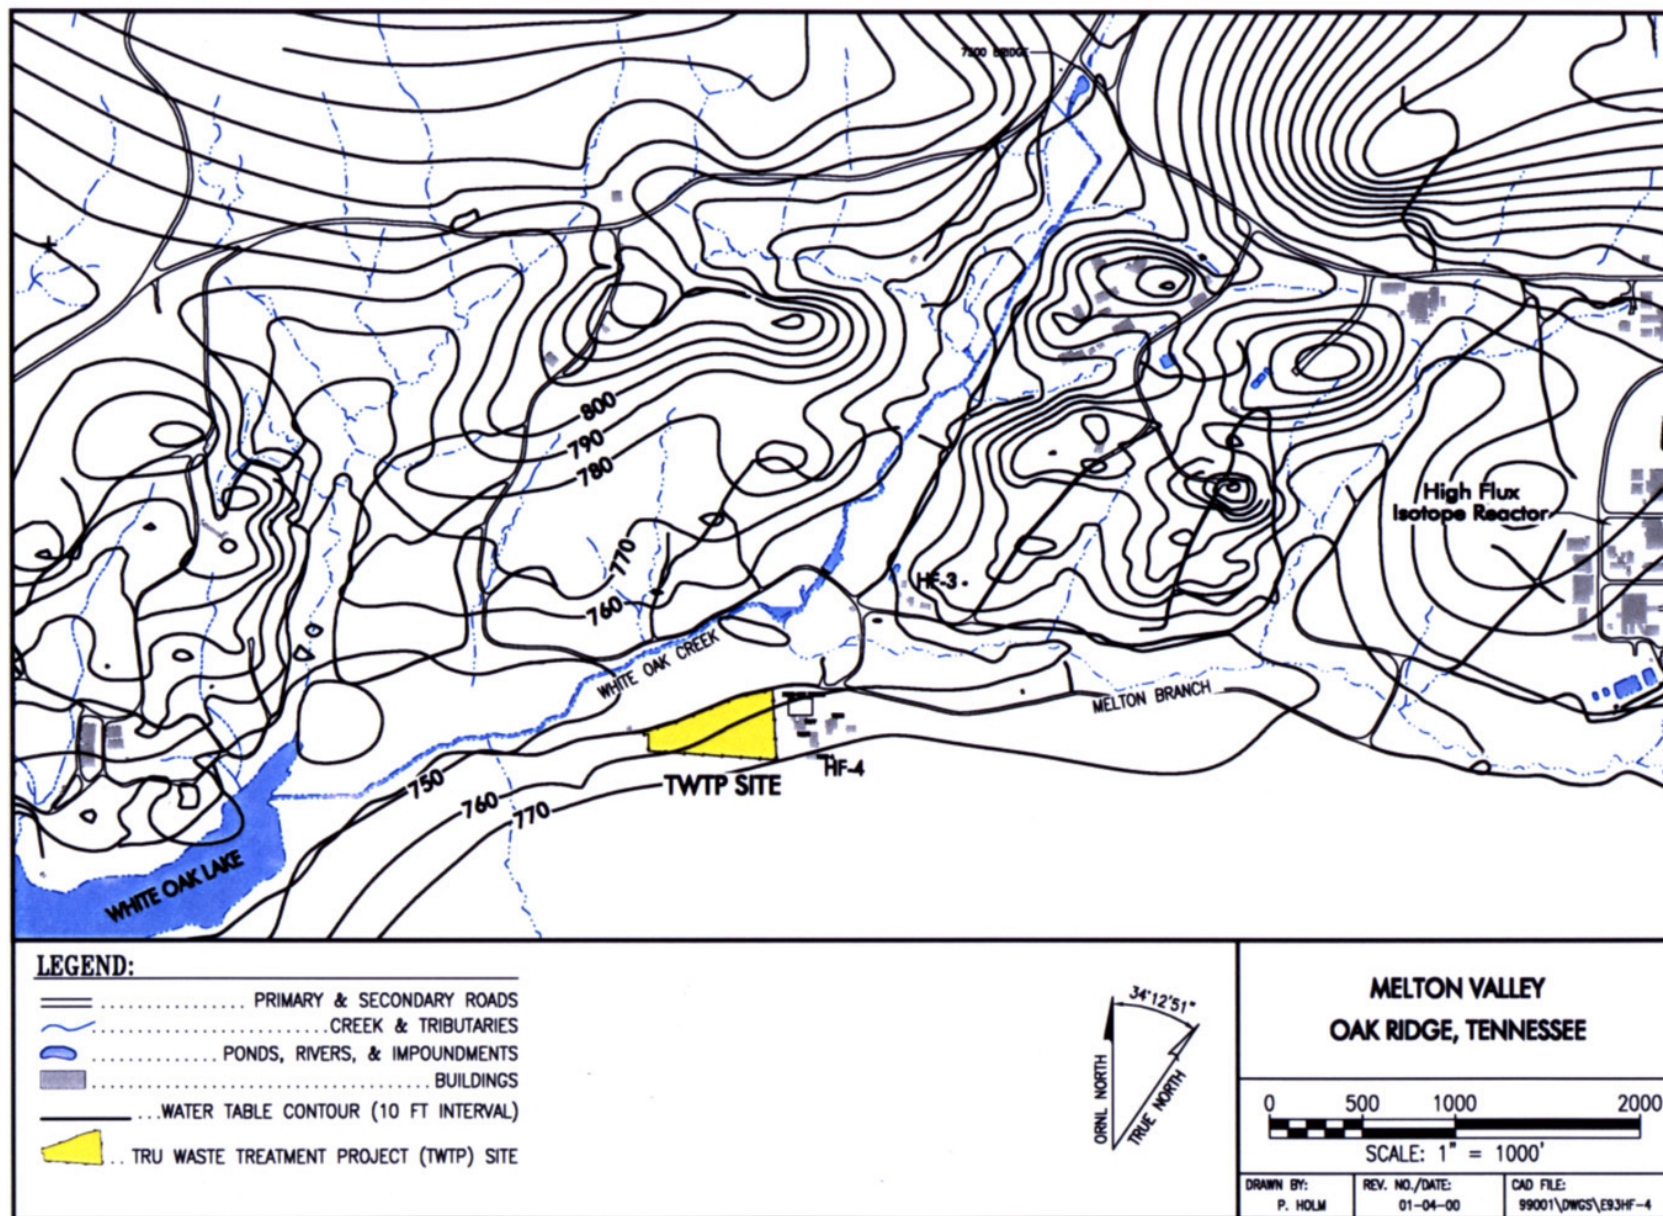 7500 BRIDGE
800
790
780
770
760
High Flux
Isotope Reactor
HF-3
WHITE OAK CREEK
MELTON BRANCH
HF-4
TWTP SITE
750
760
770
WHITE OAK LAKE
LEGEND:
PRIMARY & SECONDARY ROADS
CREEK & TRIBUTARIES
PONDS, RIVERS, & IMPOUNDMENTS
BUILDINGS
WATER TABLE CONTOUR (10 FT INTERVAL)
TRU WASTE TREATMENT PROJECT (TWTP) SITE
34°12'51"
ORNL NORTH
TRUE NORTH
MELTON VALLEY
OAK RIDGE, TENNESSEE
0 500 1000 2000
SCALE: 1" = 1000'
DRAWN BY:
P. HOLM
REV. NO./DATE:
01-04-00
CAD FILE:
99001\DWGS\E93HF-4